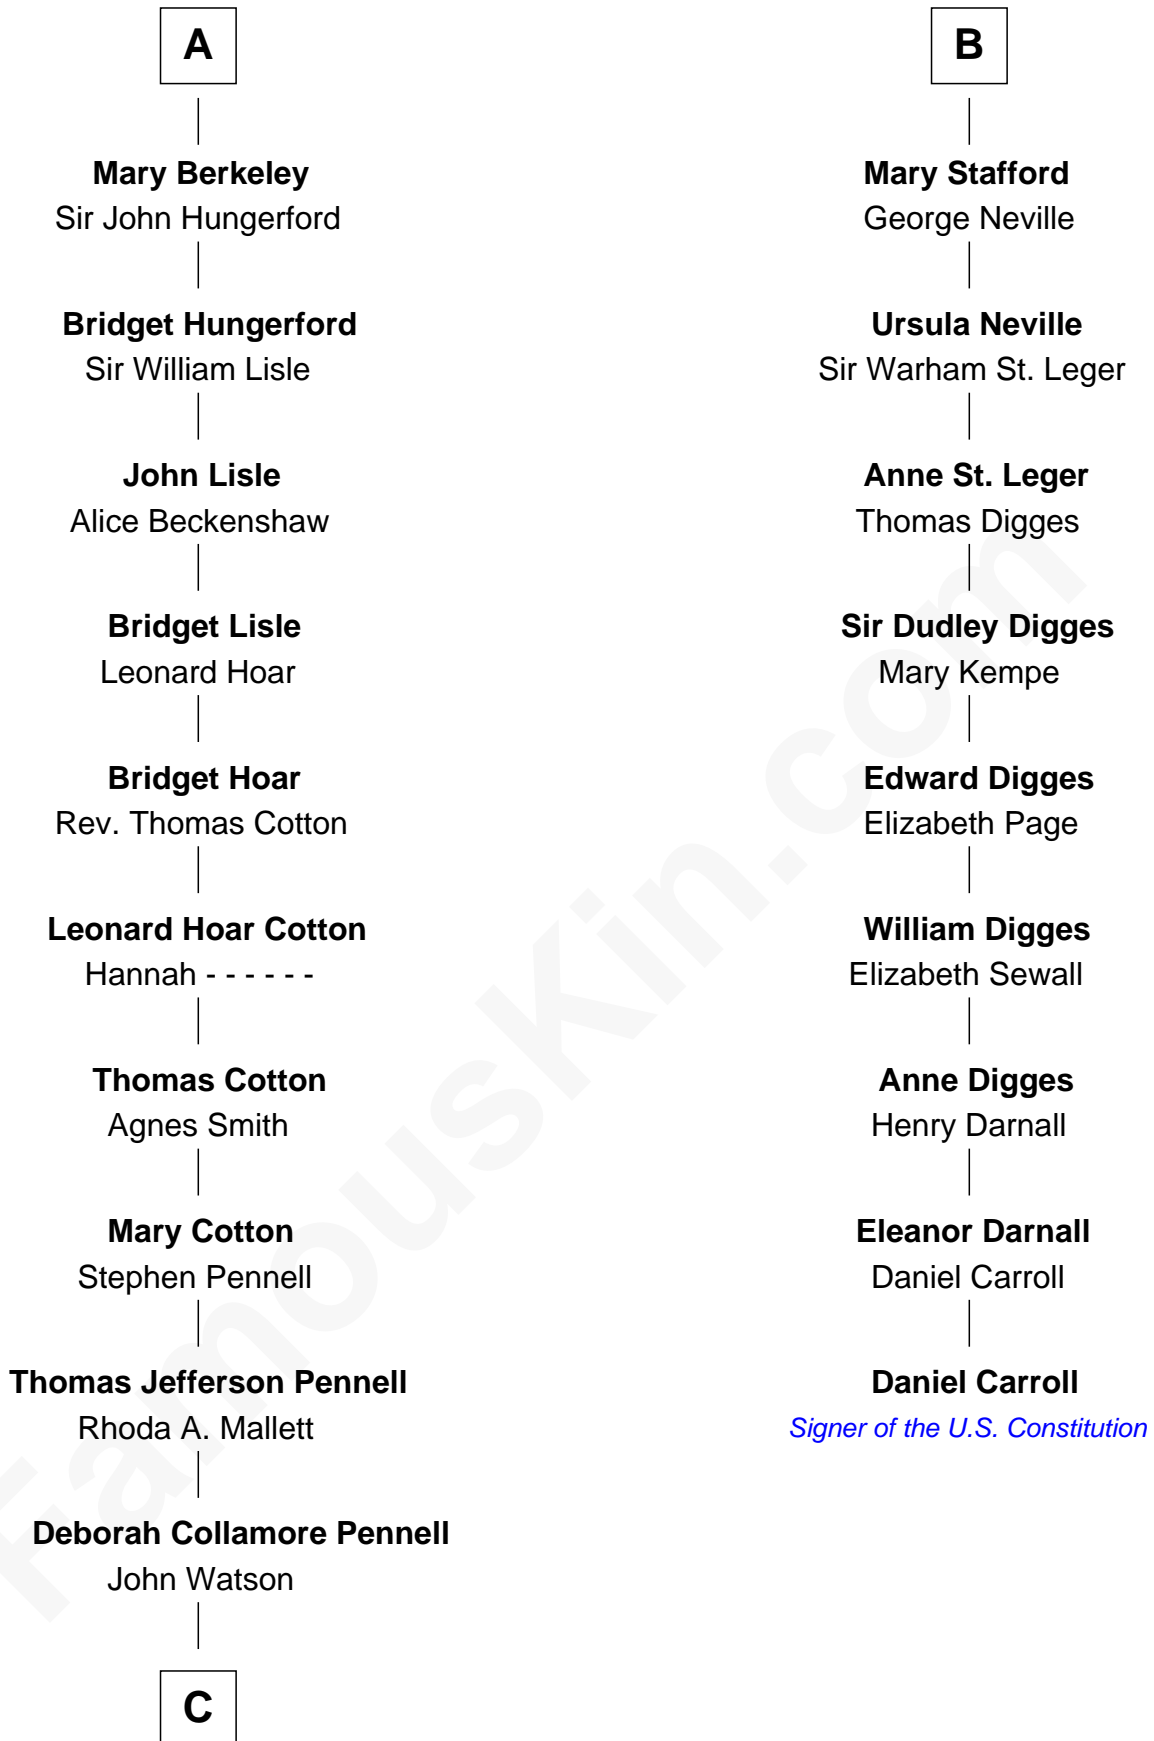 A
Mary Berkeley
Sir John Hungerford
Bridget Hungerford
Sir William Lisle
John Lisle
Alice Beckenshaw
Bridget Lisle
Leonard Hoar
Bridget Hoar
Rev. Thomas Cotton
Leonard Hoar Cotton
Hannah - - - - - -
Thomas Cotton
Agnes Smith
Mary Cotton
Stephen Pennell
Thomas Jefferson Pennell
Rhoda A. Mallett
Deborah Collamore Pennell
John Watson
C
B
Mary Stafford
George Neville
Ursula Neville
Sir Warham St. Leger
Anne St. Leger
Thomas Digges
Sir Dudley Digges
Mary Kempe
Edward Digges
Elizabeth Page
William Digges
Elizabeth Sewall
Anne Digges
Henry Darnall
Eleanor Darnall
Daniel Carroll
Daniel Carroll
Signer of the U.S. Constitution
FamousKin.com